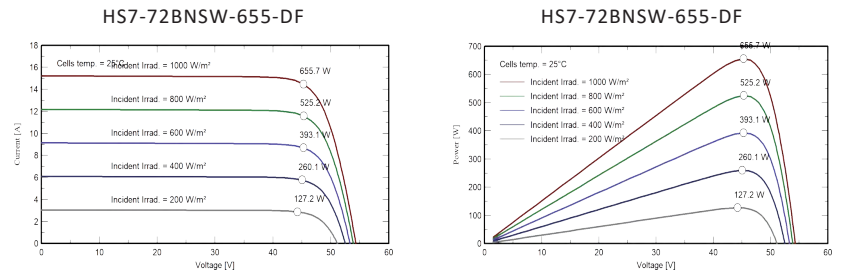 HS7-72BNSW-655-DF
18
16
14
12
10
8
6
4
2
0
Current [A]
Cells temp. = 25°C
Incident Irrad. = 1000 W/m²
655.7 W
Incident Irrad. = 800 W/m²
525.2 W
Incident Irrad. = 600 W/m²
393.1 W
Incident Irrad. = 400 W/m²
260.1 W
Incident Irrad. = 200 W/m²
127.2 W
0 10 20 30 40 50 60
Voltage [V]
HS7-72BNSW-655-DF
700
600
500
400
300
200
100
0
Power [W]
Cells temp. = 25°C
Incident Irrad. = 1000 W/m²
Incident Irrad. = 800 W/m²
Incident Irrad. = 600 W/m²
Incident Irrad. = 400 W/m²
Incident Irrad. = 200 W/m²
655.7 W
525.2 W
393.1 W
260.1 W
127.2 W
0 10 20 30 40 50 60
Voltage [V]